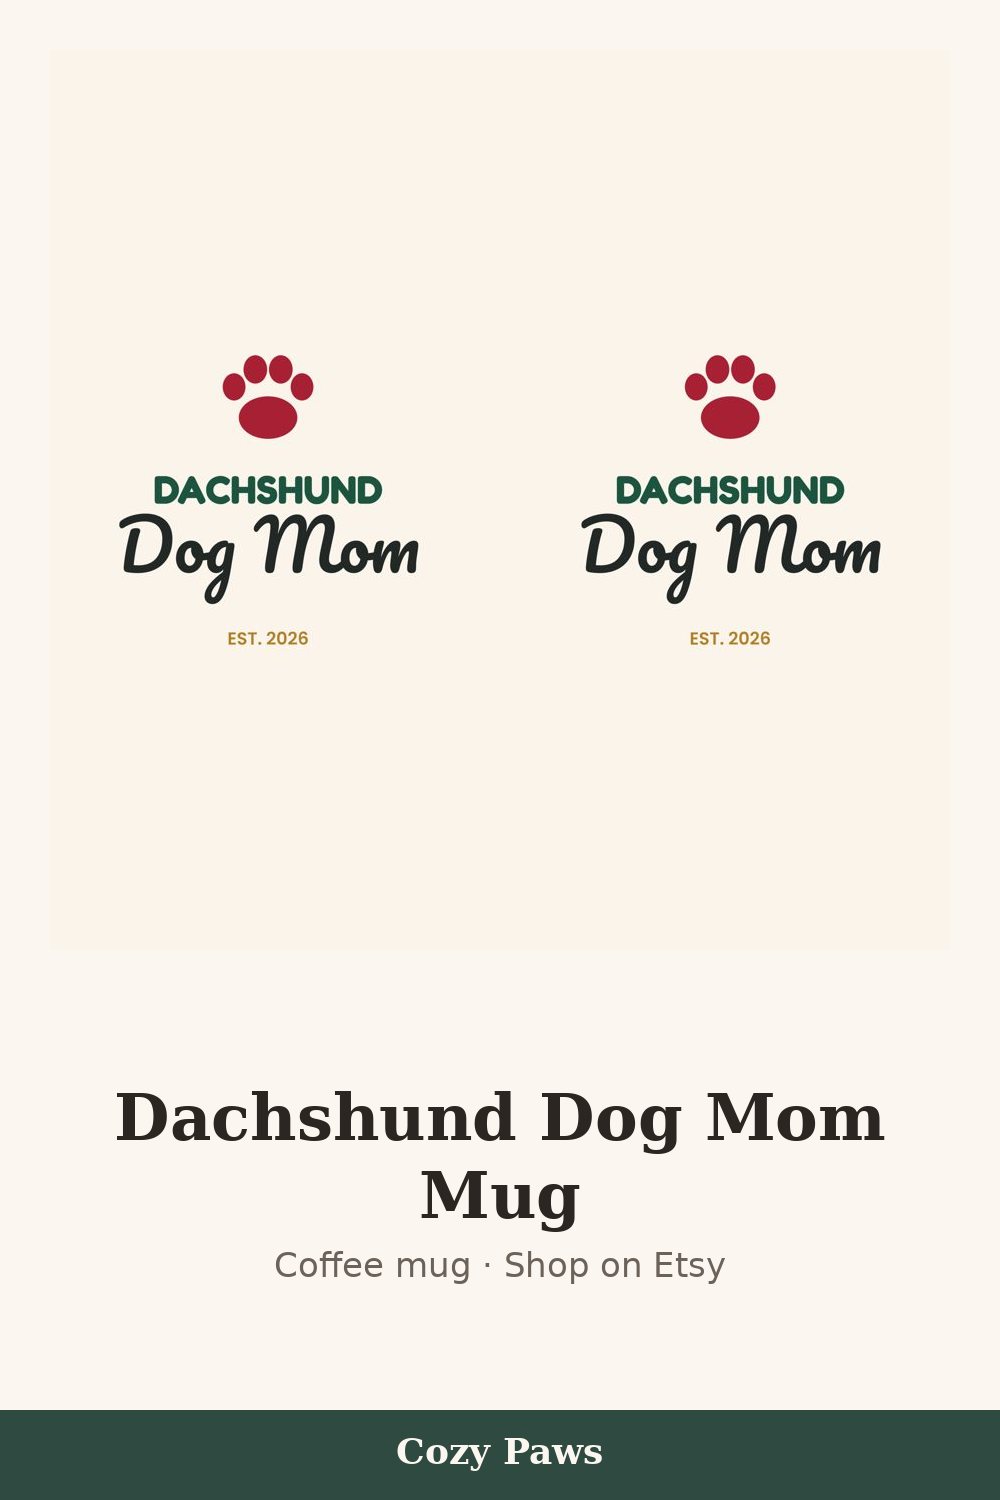 DACHSHUND
Dog Mom
EST. 2026
DACHSHUND
Dog Mom
EST. 2026
Dachshund Dog Mom
Mug
Coffee mug · Shop on Etsy
Cozy Paws